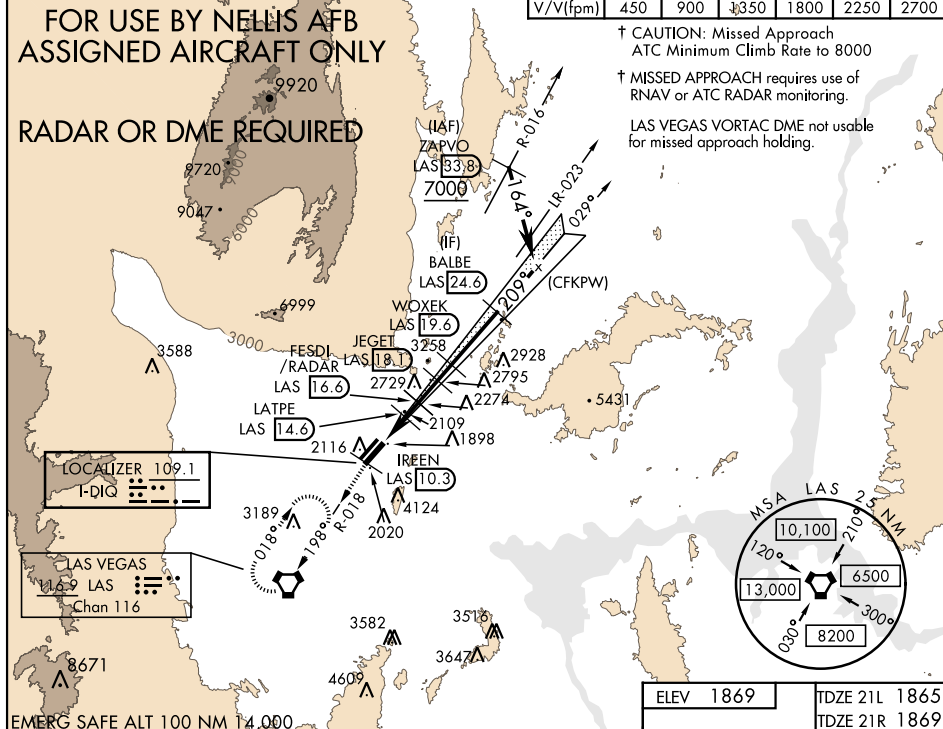 FOR USE BY NELLIS AFB
ASSIGNED AIRCRAFT ONLY
RADAR OR DME REQUIRED
V/V(fpm) 450 900 1350 1800 2250 2700
† CAUTION: Missed Approach
ATC Minimum Climb Rate to 8000
† MISSED APPROACH requires use of
RNAV or ATC RADAR monitoring.
LAS VEGAS VORTAC DME not usable
for missed approach holding.
9920
9720
9000
9047
6000
(IAF)
ZAPVO
LAS 33.8
7000
R-016
194°
LR-023
029°
209°
(CFKPW)
(IF)
BALBE
LAS 24.6
WOXEK
LAS 19.6
6999
3000
3588
3258
JEGET
LAS 18.1
FESDI
/RADAR
LAS 16.6
2729
2928
2795
2274
5431
LATPE
LAS 14.6
2109
2116
1898
IREEN
LAS 10.3
LOCALIZER 109.1
I-DIQ
4124
3189
2020
R-018
018°
198°
LAS VEGAS
116.9 LAS
Chan 116
MSA LAS 25 NM
10,100
210°
120°
13,000
6500
300°
030°
8200
3582
3516
3647
4609
8671
EMERG SAFE ALT 100 NM 14,000
ELEV 1869
TDZE 21L 1865
TDZE 21R 1869